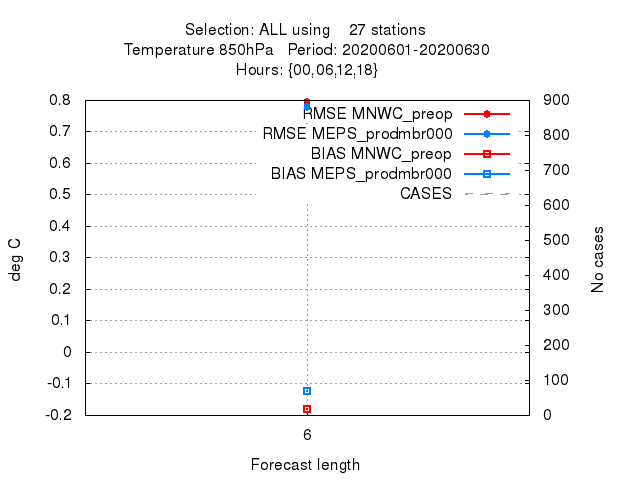 Selection: ALL using 27 stations
Temperature 850hPa Period: 20200601-20200630
Hours: {00,06,12,18}
RMSE MNWC_preop
RMSE MEPS_prodmbr000
BIAS MNWC_preop
BIAS MEPS_prodmbr000
CASES
0.8
0.7
0.6
0.5
0.4
0.3
0.2
0.1
0
-0.1
-0.2
deg C
900
800
700
600
500
400
300
200
100
0
No cases
6
Forecast length